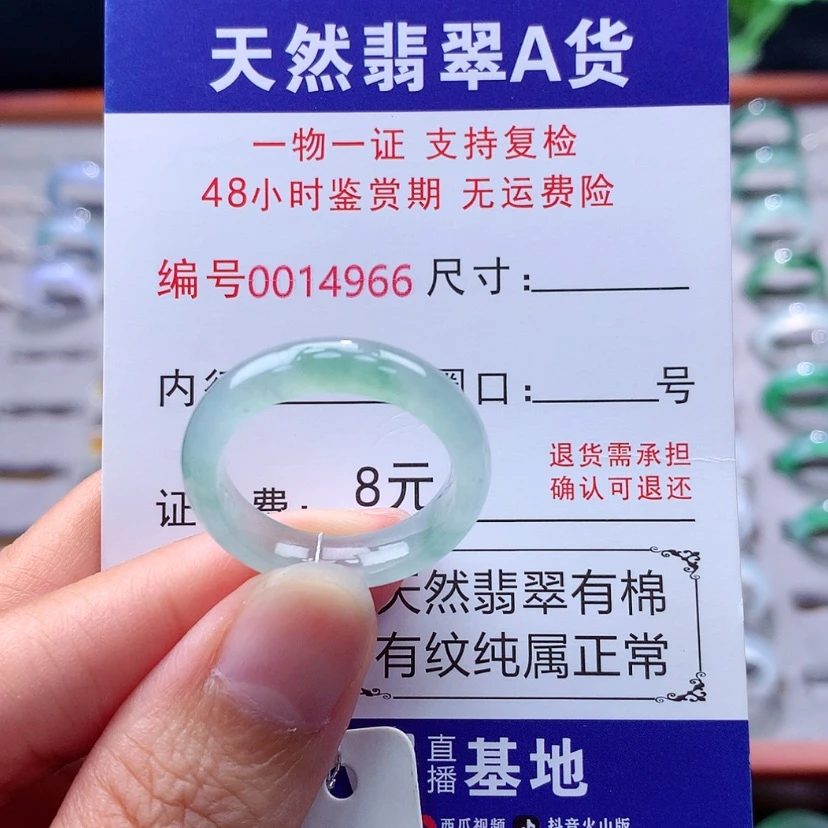 天然翡翠A货
一物一证 支持复检
48小时鉴赏期 无运费险
编号0014966 尺寸:
内 口: 号
退货需承担
确认可退还
证 费: 8元
天然翡翠有棉
有纹纯属正常
直播基地
西瓜视频 抖音火山版